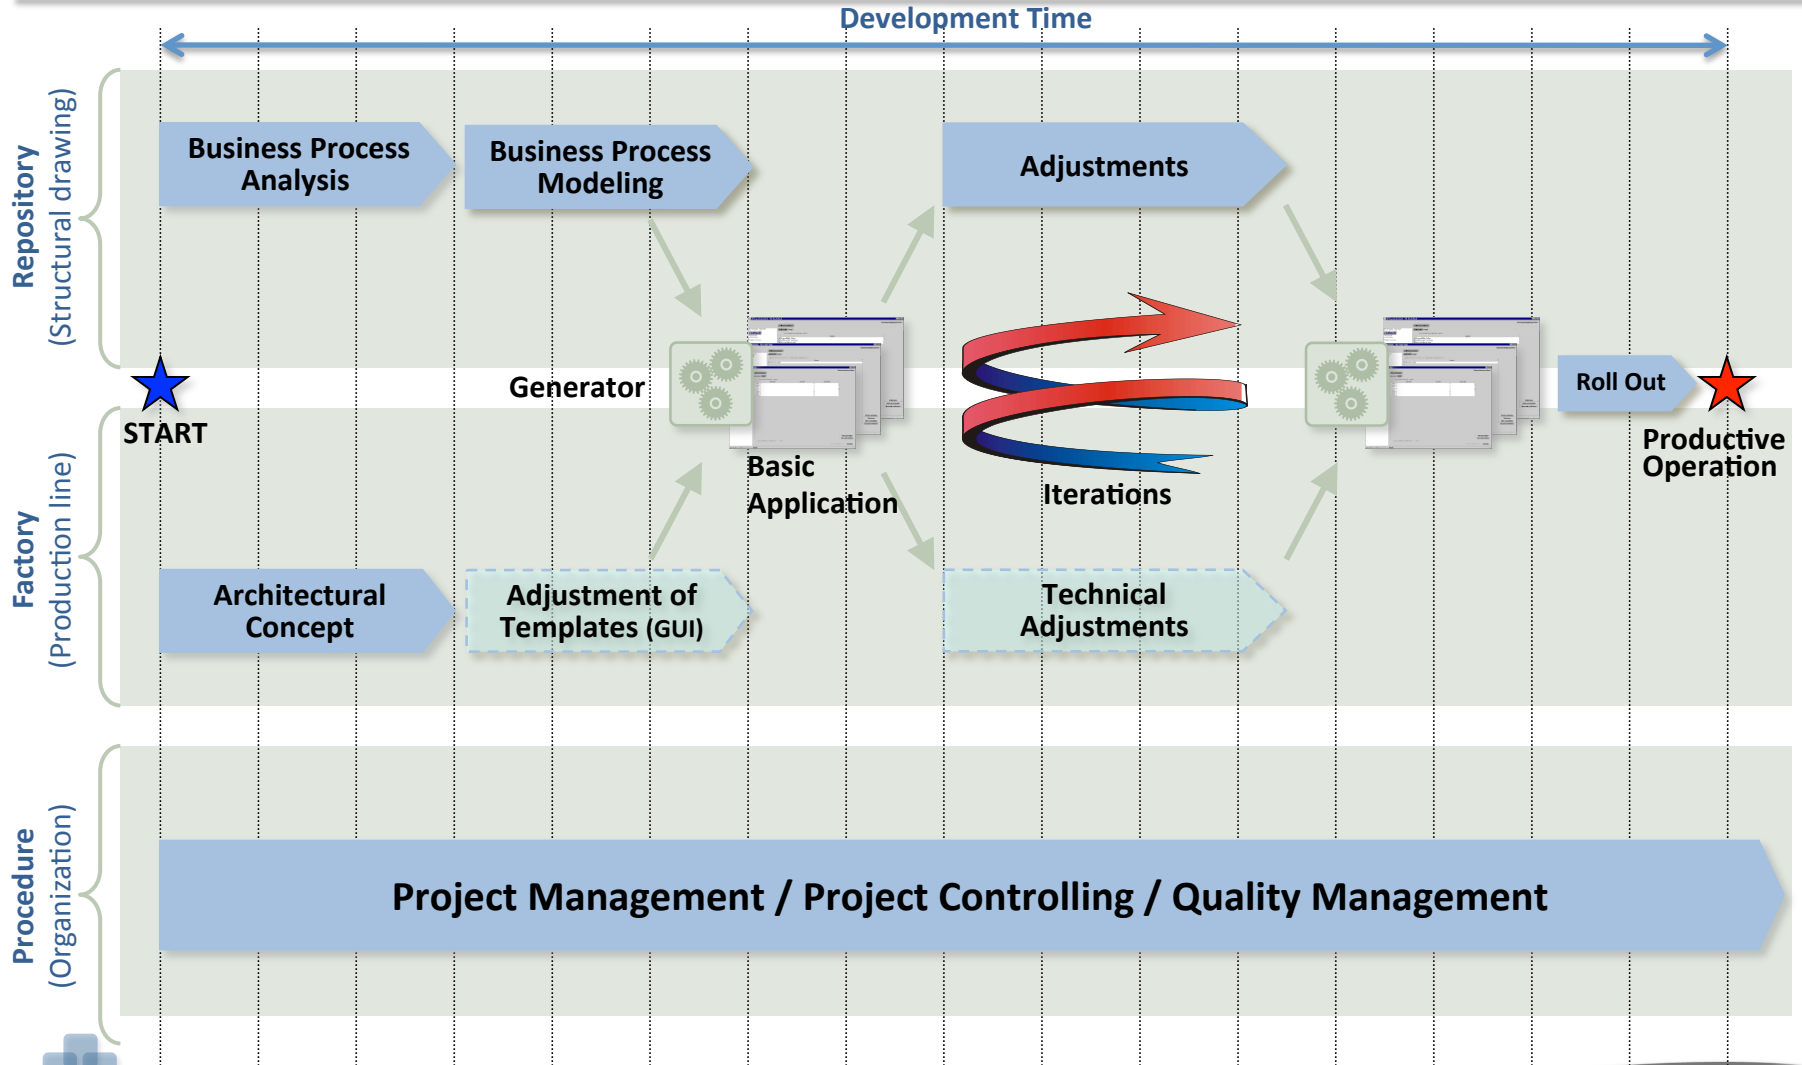 Development Time
Repository
(Structural drawing)
Business Process
Analysis
Business Process
Modeling
Adjustments
START
Generator
Basic
Application
Iterations
Roll Out
Productive
Operation
Factory
(Production line)
Architectural
Concept
Adjustment of
Templates (GUI)
Technical
Adjustments
Procedure
(Organization)
Project Management / Project Controlling / Quality Management